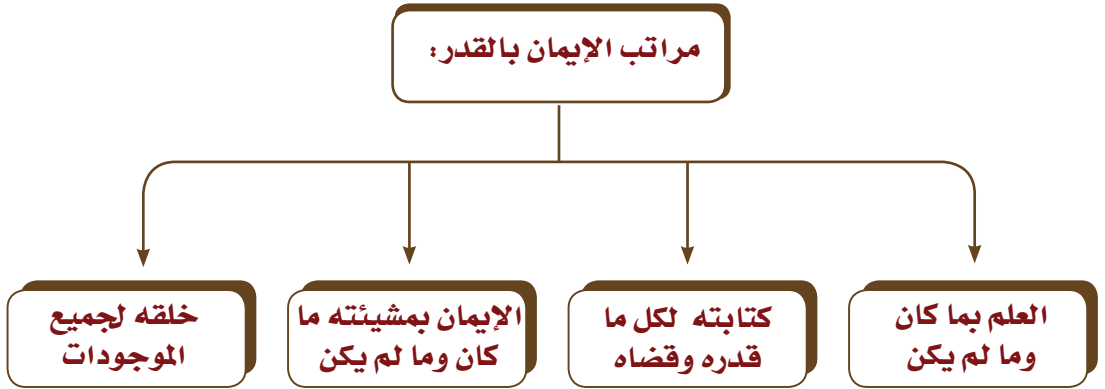 مراتب الإيمان بالقدر:
العلم بما كان
وما لم يكن
كتابته لكل ما
قدره وقضاه
الإيمان بمشيئته ما
كان وما لم يكن
خلقه لجميع
الموجودات